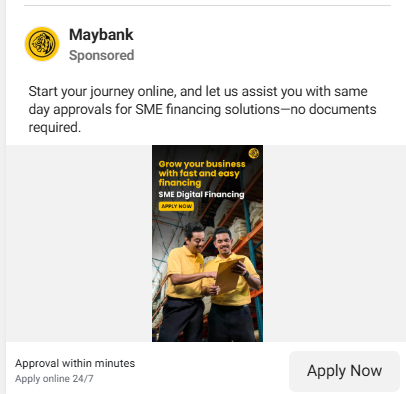 Maybank
Sponsored
Start your journey online, and let us assist you with same
day approvals for SME financing solutions—no documents
required.
Grow your business
with fast and easy
financing
SME Digital Financing
APPLY NOW
Approval within minutes
Apply online 24/7
Apply Now